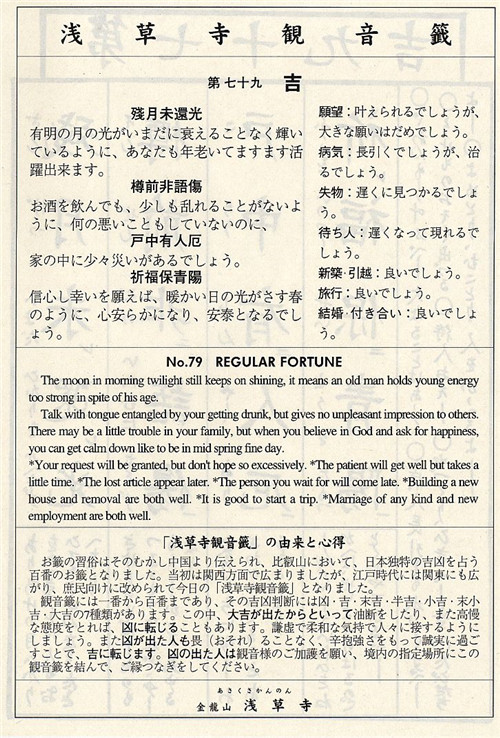 浅草寺観音籤
第七十九 吉
殘月未還光
有明の月の光がいまだに衰えることなく輝い
ているように、あなたも年老いてますます活
躍出来ます。
樽前非語傷
お酒を飲んでも、少しも乱れることがないよ
うに、何の悪いこともしていないのに、
戸中有人厄
家の中に少々災いがあるでしょう。
祈福保青陽
信心し幸いを願えば、暖かい日の光がさす春
のように、心安らかになり、安泰となるでし
ょう。
願望：叶えられるでしょうが、
大きな願いはだめでしょう。
病気：長引くでしょうが、治
るでしょう。
失物：遅くに見つかるでしょ
う。
待ち人：遅くなって現れるで
しょう。
新築・引越：良いでしょう。
旅行：良いでしょう。
結婚・付き合い：良いでしょ
う。
No.79 REGULAR FORTUNE
The moon in morning twilight still keeps on shining, it means an old man holds young energy
too strong in spite of his age.
Talk with tongue entangled by your getting drunk, but gives no unpleasant impression to others.
There may be a little trouble in your family, but when you believe in God and ask for happiness,
you can get calm down like to be in mid spring fine day.
*Your request will be granted, but don't hope so excessively. *The patient will get well but takes a
little time. *The lost article appear later. *The person you wait for will come late. *Building a new
house and removal are both well. *It is good to start a trip. *Marriage of any kind and new
employment are both well.
「浅草寺観音籤」の由来と心得
お籤の習俗はそのむかし中国より伝えられ、比叡山において、日本独特の吉凶を占う
百番のお籤となりました。当初は関西方面で広まりましたが、江戸時代には関東にも広
がり、庶民向けに改められて今日の「浅草寺観音籤」となりました。
観音籤には一番から百番まであり、その吉凶判断には凶・吉・末吉・半吉・小吉・末小
吉・大吉の7種類があります。この中、大吉が出たからといって油断をしたり、また高慢
な態度をとれば、凶に転じることもあります。謙虚で柔和な気持で人々に接するように
しましょう。また凶が出た人も畏（おそれ）ることなく、辛抱強さをもって誠実に過ご
すことで、吉に転じます。凶の出た人は観音様のご加護を願い、境内の指定場所にこの
観音籤を結んで、ご縁つなぎをしてください。
あさくさかんのん
金龍山 浅草寺